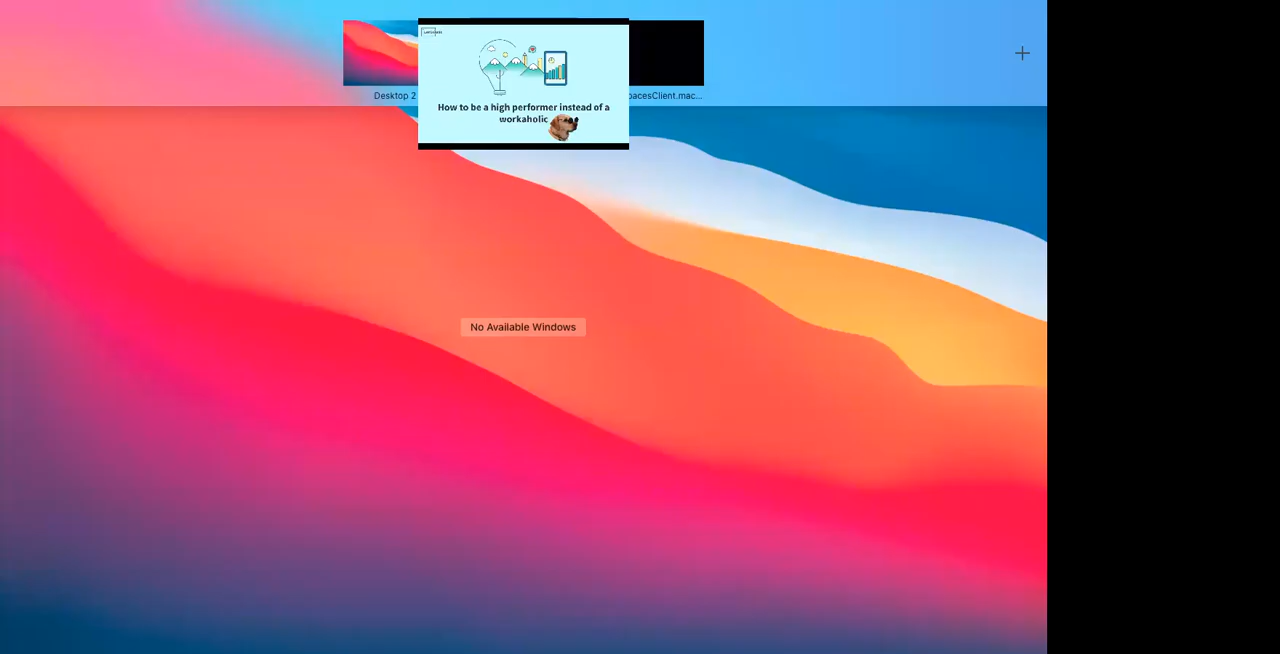 How to be a high performer instead of a
workaholic
Desktop 2
pacesClient.mac...
No Available Windows